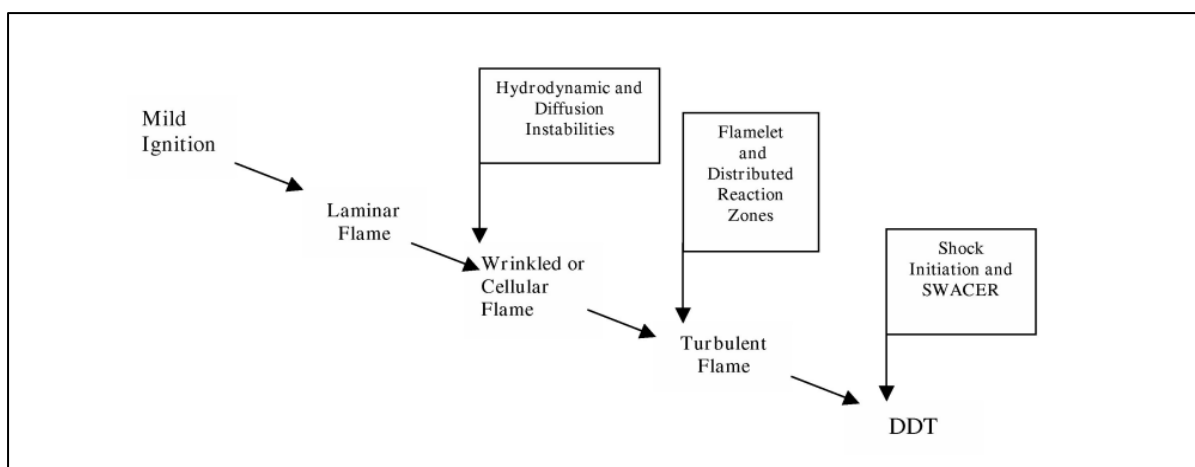 Mild
Ignition
Laminar
Flame
Hydrodynamic and
Diffusion
Instabilities
Wrinkled or
Cellular
Flame
Flamelet
and
Distributed
Reaction
Zones
Turbulent
Flame
Shock
Initiation and
SWACER
DDT